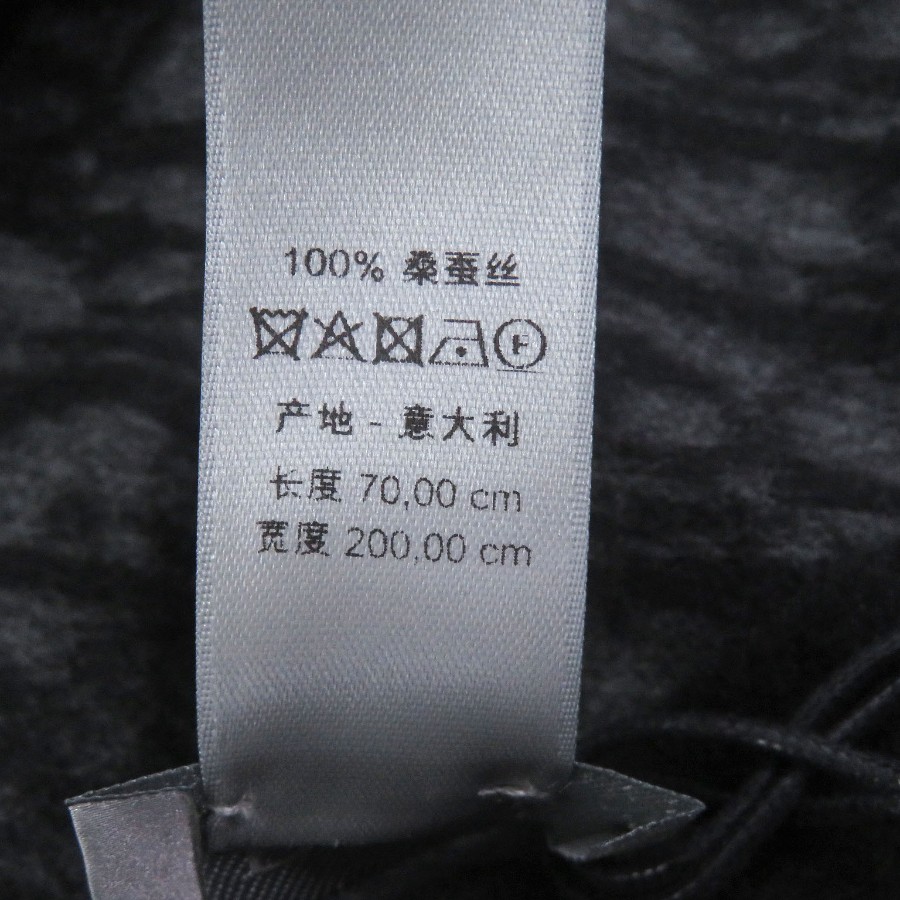 100% 桑蚕丝
F
产地 - 意大利
长度 70,00 cm
宽度 200,00 cm